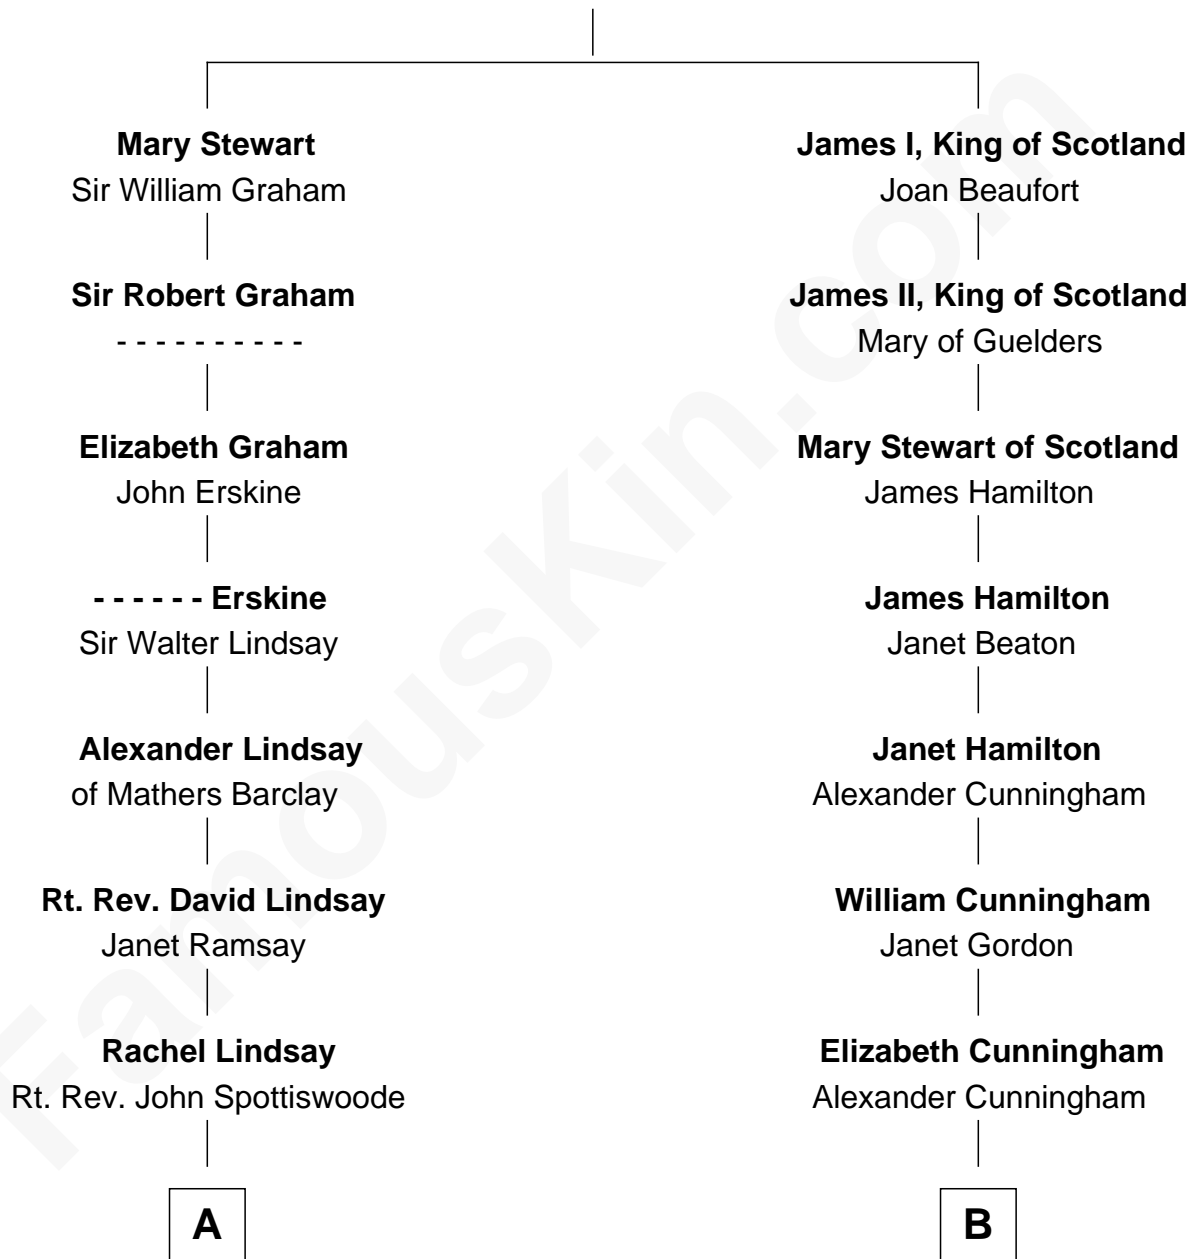 Mary Stewart
Sir William Graham
Sir Robert Graham
- - - - - - - - - -
Elizabeth Graham
John Erskine
- - - - - - Erskine
Sir Walter Lindsay
Alexander Lindsay
of Mathers Barclay
Rt. Rev. David Lindsay
Janet Ramsay
Rachel Lindsay
Rt. Rev. John Spottiswoode
A
James I, King of Scotland
Joan Beaufort
James II, King of Scotland
Mary of Guelders
Mary Stewart of Scotland
James Hamilton
James Hamilton
Janet Beaton
Janet Hamilton
Alexander Cunningham
William Cunningham
Janet Gordon
Elizabeth Cunningham
Alexander Cunningham
B
FamousKin.com